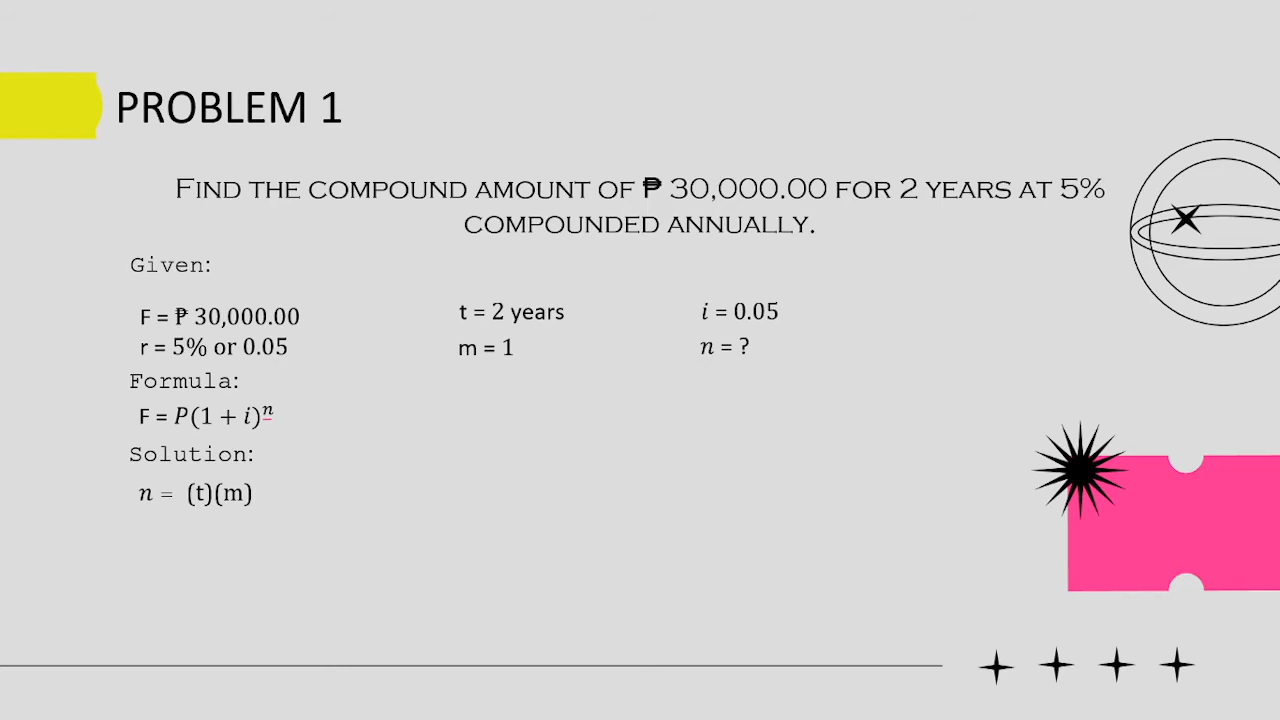 PROBLEM 1
FIND THE COMPOUND AMOUNT OF ₱ 30,000.00 FOR 2 YEARS AT 5%
COMPOUNDED ANNUALLY.
Given:
F = ₱ 30,000.00 t = 2 years i = 0.05
r = 5% or 0.05 m = 1 n = ?
Formula:
F = P(1 + i)ⁿ
Solution:
n = (t)(m)